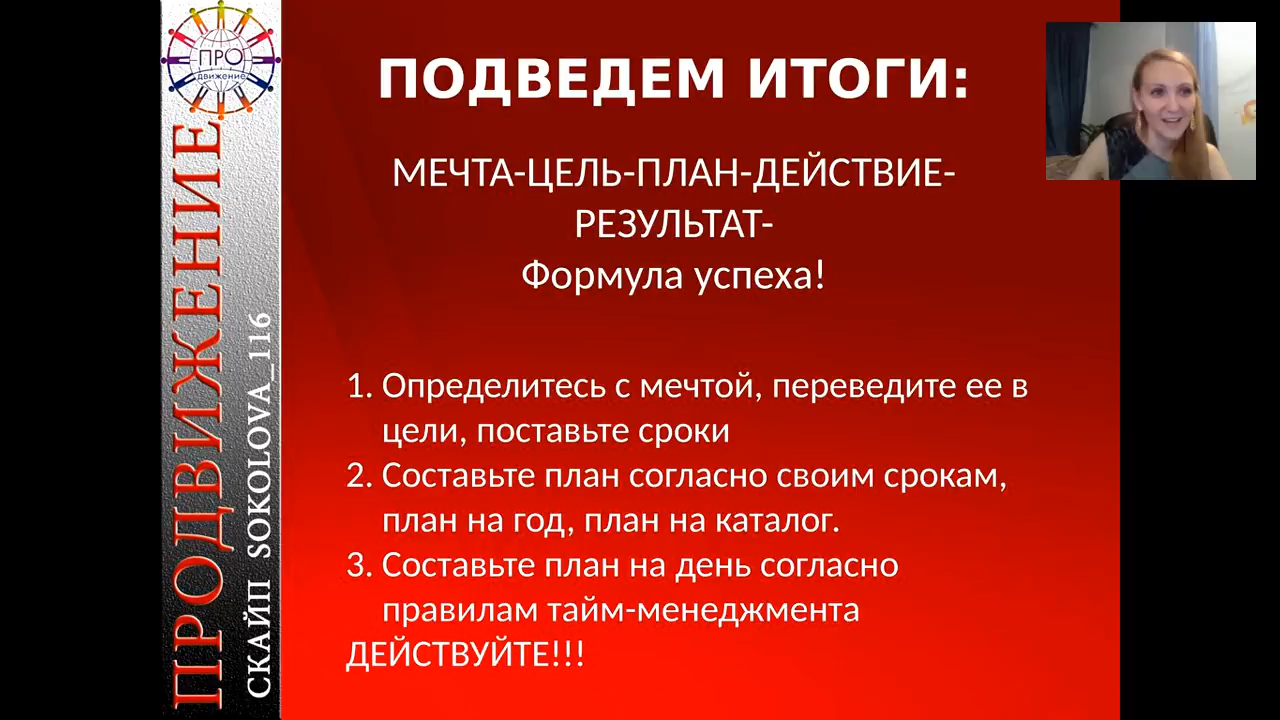 ПРО
движение
ПРОДВИЖЕНИЕ
СКАЙП SOKOLOVA_116
ПОДВЕДЕМ ИТОГИ:
МЕЧТА-ЦЕЛЬ-ПЛАН-ДЕЙСТВИЕ-
РЕЗУЛЬТАТ-
Формула успеха!
1. Определитесь с мечтой, переведите ее в
цели, поставьте сроки
2. Составьте план согласно своим срокам,
план на год, план на каталог.
3. Составьте план на день согласно
правилам тайм-менеджмента
ДЕЙСТВУЙТЕ!!!